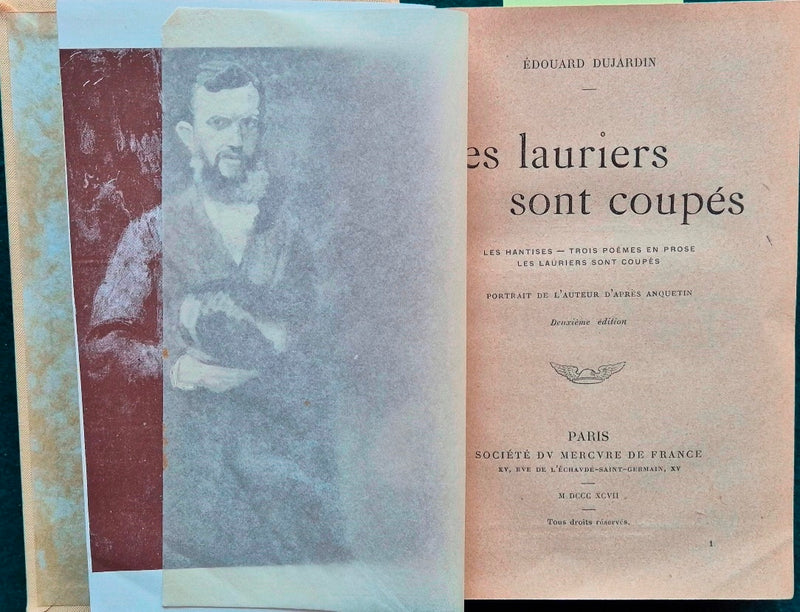 ÉDOUARD DUJARDIN
es lauriers
sont coupés
LES HANTISES — TROIS POÈMES EN PROSE
LES LAURIERS SONT COUPÉS
PORTRAIT DE L'AUTEUR D'APRÈS ANQUETIN
Deuxième édition
PARIS
SOCIÉTÉ DV MERCVRE DE FRANCE
XV, RVE DE L'ÉCHAVDE-SAINT-GERMAIN, XV
M DCCC XCVII
Tous droits réservés.
1